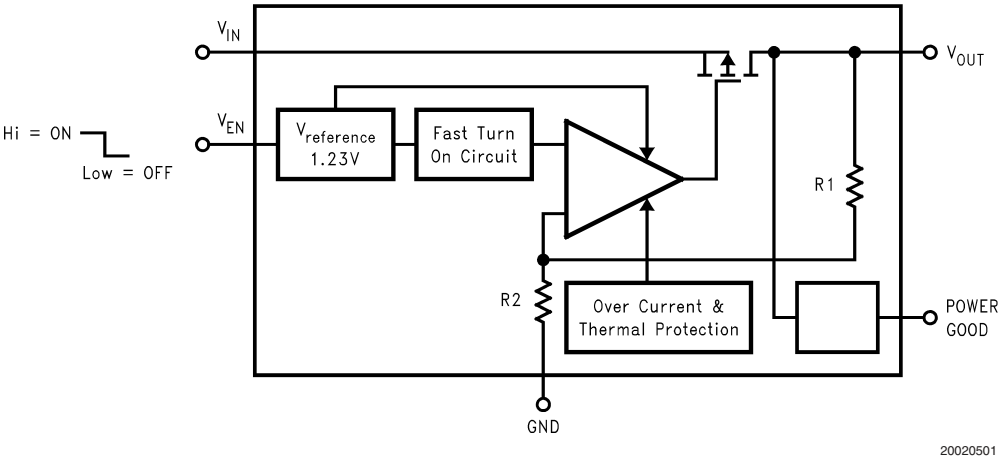 V_IN
V_EN
Hi = ON
Low = OFF
V_reference
1.23V
Fast Turn
On Circuit
V_OUT
R1
R2
Over Current &
Thermal Protection
POWER
GOOD
GND
20020501